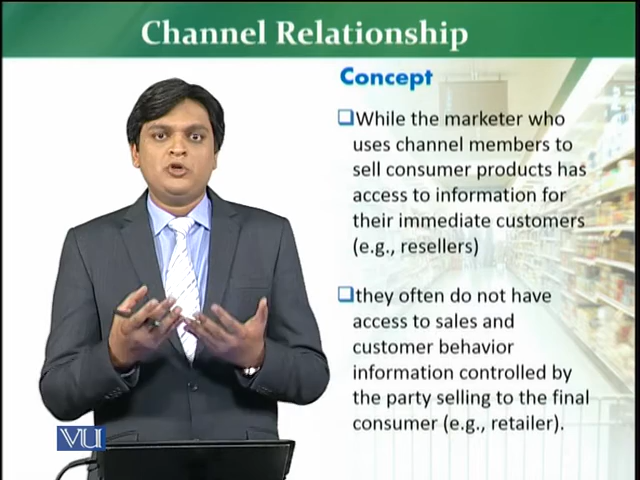 Channel Relationship
Concept
While the marketer who
uses channel members to
sell consumer products has
access to information for
their immediate customers
(e.g., resellers)
they often do not have
access to sales and
customer behavior
information controlled by
the party selling to the final
consumer (e.g., retailer).
VU